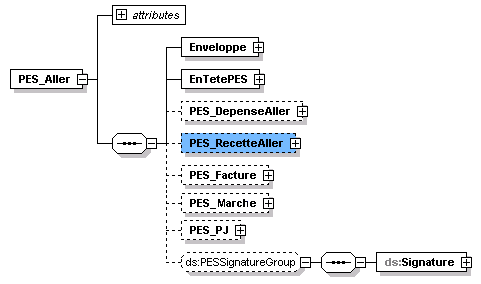 attributes
Enveloppe
EnTetePES
PES_Aller
PES_DepenseAller
PES_RecetteAller
PES_Facture
PES_Marche
PES_PJ
ds:PESSignatureGroup
ds:Signature